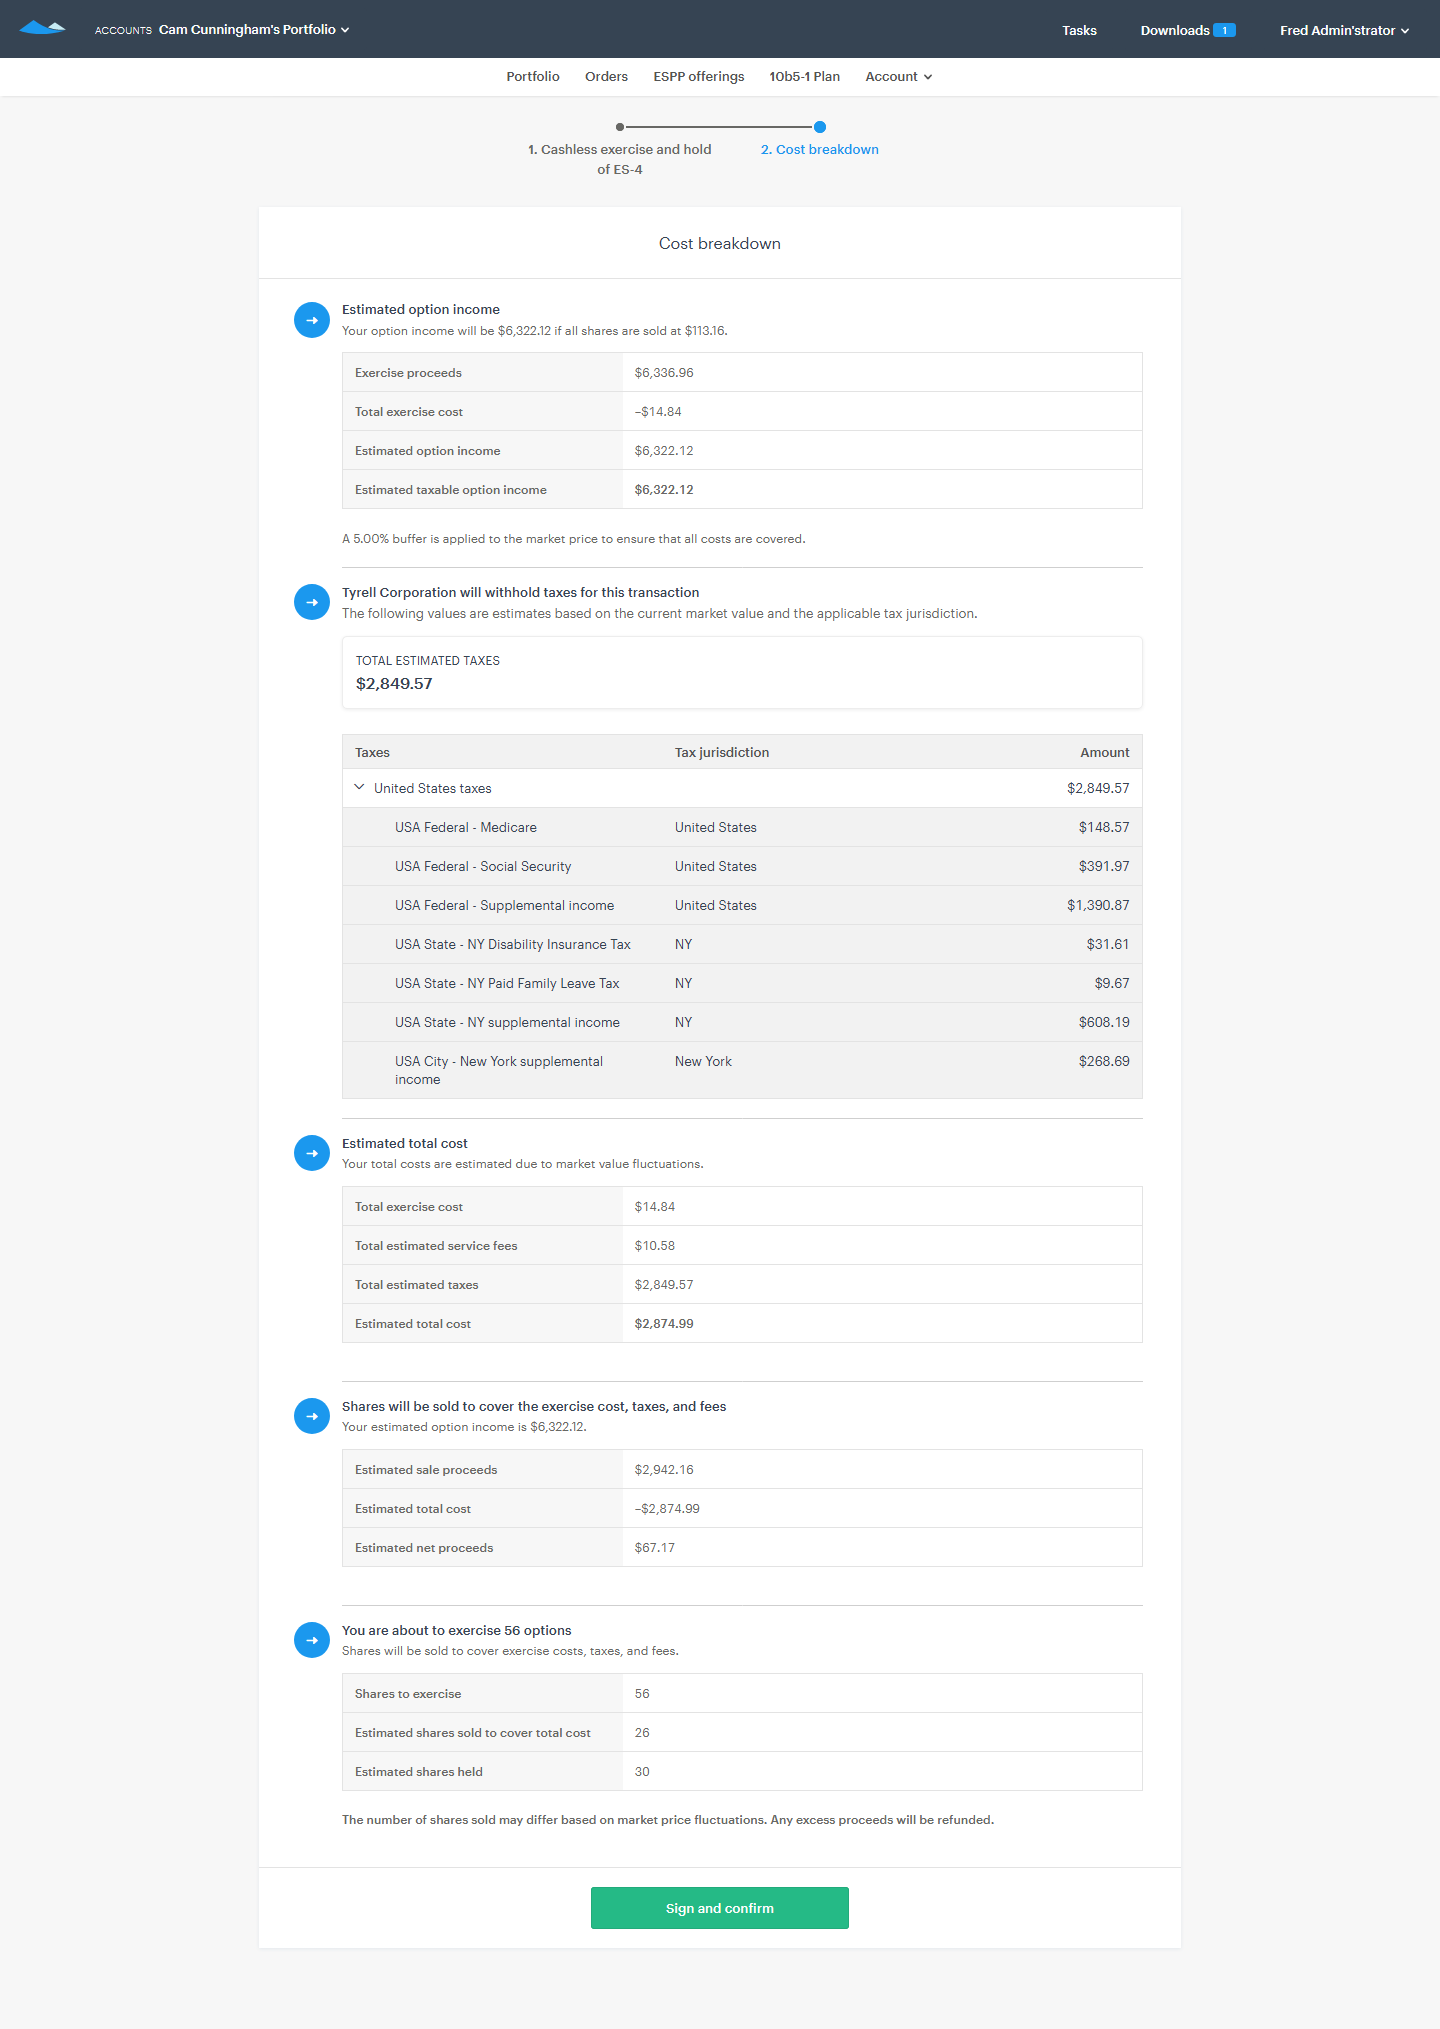 ACCOUNTS Cam Cunningham's Portfolio
Tasks
Downloads 1
Fred Admin'strator
Portfolio
Orders
ESPP offerings
10b5-1 Plan
Account
1. Cashless exercise and hold
of ES-4
2. Cost breakdown
Cost breakdown
Estimated option income
Your option income will be $6,322.12 if all shares are sold at $113.16.
Exercise proceeds $6,336.96
Total exercise cost –$14.84
Estimated option income $6,322.12
Estimated taxable option income $6,322.12
A 5.00% buffer is applied to the market price to ensure that all costs are covered.
Tyrell Corporation will withhold taxes for this transaction
The following values are estimates based on the current market value and the applicable tax jurisdiction.
TOTAL ESTIMATED TAXES
$2,849.57
Taxes Tax jurisdiction Amount
United States taxes $2,849.57
USA Federal - Medicare United States $148.57
USA Federal - Social Security United States $391.97
USA Federal - Supplemental income United States $1,390.87
USA State - NY Disability Insurance Tax NY $31.61
USA State - NY Paid Family Leave Tax NY $9.67
USA State - NY supplemental income NY $608.19
USA City - New York supplemental New York $268.69
income
Estimated total cost
Your total costs are estimated due to market value fluctuations.
Total exercise cost $14.84
Total estimated service fees $10.58
Total estimated taxes $2,849.57
Estimated total cost $2,874.99
Shares will be sold to cover the exercise cost, taxes, and fees
Your estimated option income is $6,322.12.
Estimated sale proceeds $2,942.16
Estimated total cost –$2,874.99
Estimated net proceeds $67.17
You are about to exercise 56 options
Shares will be sold to cover exercise costs, taxes, and fees.
Shares to exercise 56
Estimated shares sold to cover total cost 26
Estimated shares held 30
The number of shares sold may differ based on market price fluctuations. Any excess proceeds will be refunded.
Sign and confirm